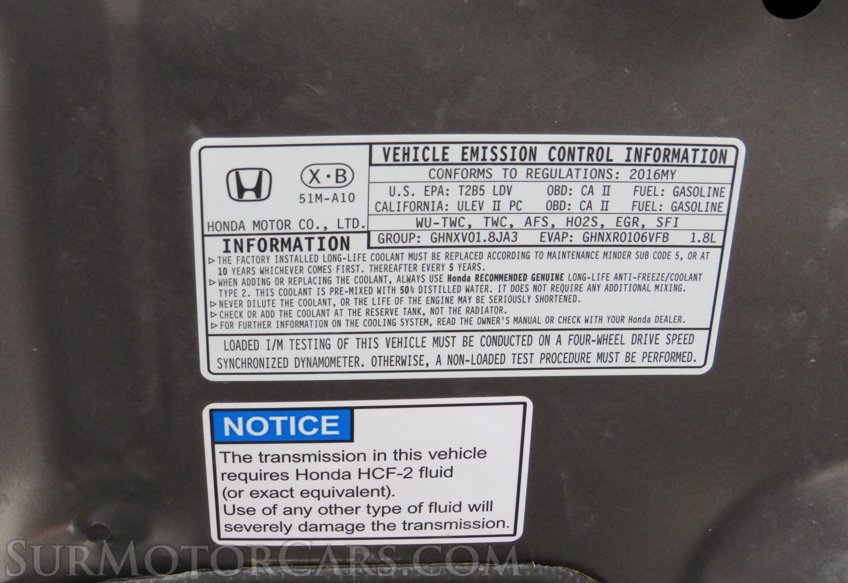 VEHICLE EMISSION CONTROL INFORMATION
X·B
51M-A10
HONDA MOTOR CO., LTD.
CONFORMS TO REGULATIONS: 2016MY
U.S. EPA: T2B5 LDV OBD: CA II FUEL: GASOLINE
CALIFORNIA: ULEV II PC OBD: CA II FUEL: GASOLINE
WU-TWC, TWC, AFS, HO2S, EGR, SFI
GROUP: GHNXV01.8JA3 EVAP: GHNXR0106VFB 1.8L
INFORMATION
▷THE FACTORY INSTALLED LONG-LIFE COOLANT MUST BE REPLACED ACCORDING TO MAINTENANCE MINDER SUB CODE 5, OR AT
10 YEARS WHICHEVER COMES FIRST. THEREAFTER EVERY 5 YEARS.
▷WHEN ADDING OR REPLACING THE COOLANT, ALWAYS USE Honda RECOMMENDED GENUINE LONG-LIFE ANTI-FREEZE/COOLANT
TYPE 2. THIS COOLANT IS PRE-MIXED WITH 50% DISTILLED WATER. IT DOES NOT REQUIRE ANY ADDITIONAL MIXING.
▷NEVER DILUTE THE COOLANT, OR THE LIFE OF THE ENGINE MAY BE SERIOUSLY SHORTENED.
▷CHECK OR ADD THE COOLANT AT THE RESERVE TANK, NOT THE RADIATOR.
▷FOR FURTHER INFORMATION ON THE COOLING SYSTEM, READ THE OWNER'S MANUAL OR CHECK WITH YOUR Honda DEALER.
LOADED I/M TESTING OF THIS VEHICLE MUST BE CONDUCTED ON A FOUR-WHEEL DRIVE SPEED
SYNCHRONIZED DYNAMOMETER. OTHERWISE, A NON-LOADED TEST PROCEDURE MUST BE PERFORMED.
NOTICE
The transmission in this vehicle
requires Honda HCF-2 fluid
(or exact equivalent).
Use of any other type of fluid will
severely damage the transmission.
SURMOTORCARS.COM